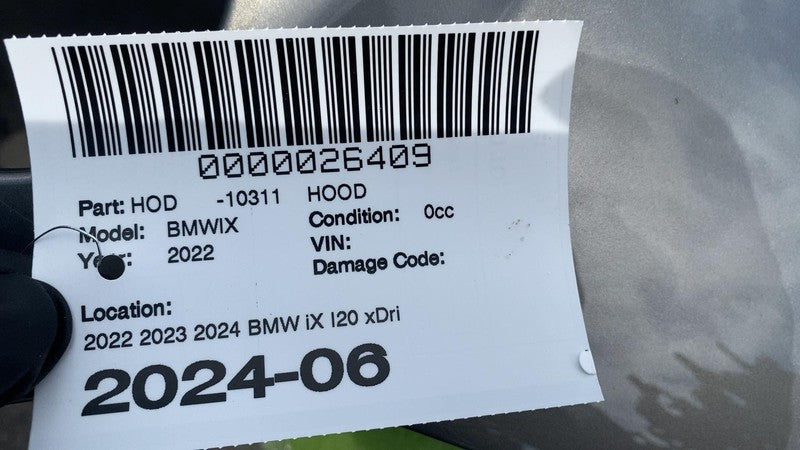 0000026409
Part: HOD -10311 HOOD
Model: BMWIX Condition: 0cc
VIN:
Year: 2022 Damage Code:
Location:
2022 2023 2024 BMW iX I20 xDri
2024-06